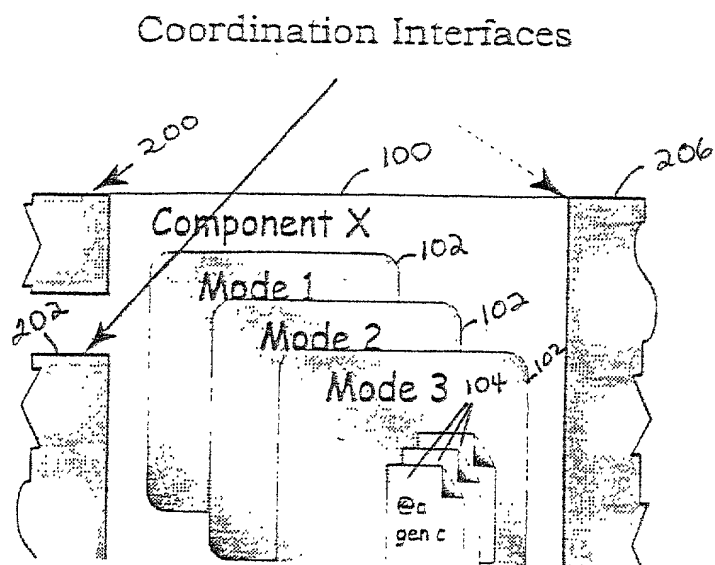 Coordination Interfaces
200
100
206
Component X
102
Mode 1
202
102
Mode 2
102
Mode 3
104
@a
gen c